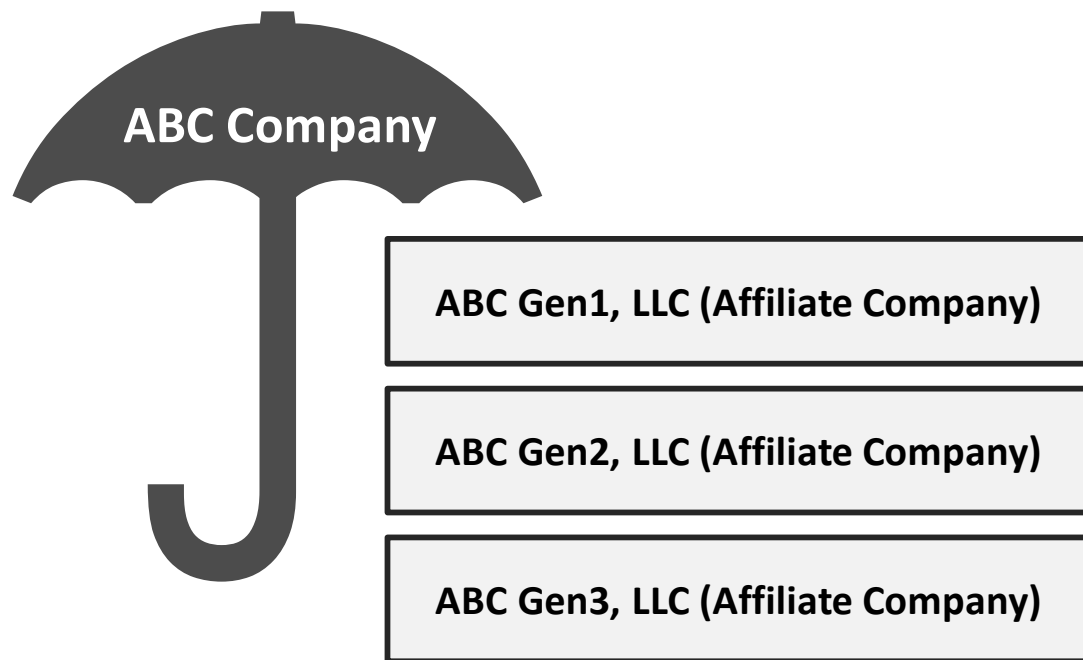 ABC Company
ABC Gen1, LLC (Affiliate Company)
ABC Gen2, LLC (Affiliate Company)
ABC Gen3, LLC (Affiliate Company)